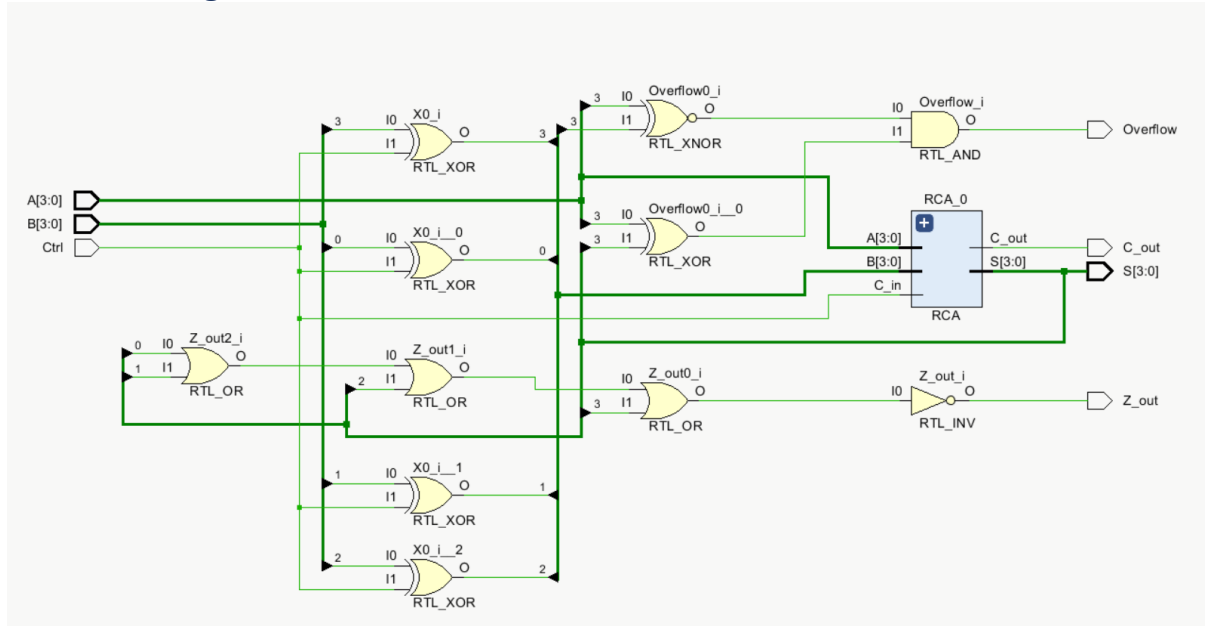 Overflow0_i
3 I0 O
3 I1
RTL_XNOR
Overflow_i
I0 O
I1
RTL_AND
Overflow
X0_i
3 I0 O 3
I1
RTL_XOR
A[3:0]
B[3:0]
Ctrl
Overflow0_i__0
3 I0 O
3 I1
RTL_XOR
RCA_0
+
A[3:0] C_out
B[3:0] S[3:0]
C_in
RCA
C_out
S[3:0]
X0_i__0
0 I0 O 0
I1
RTL_XOR
Z_out2_i
0 I0 O
1 I1
RTL_OR
Z_out1_i
I0 O
2 I1
RTL_OR
Z_out0_i
I0 O
3 I1
RTL_OR
Z_out_i
I0 O
RTL_INV
Z_out
X0_i__1
1 I0 O 1
I1
RTL_XOR
X0_i__2
2 I0 O 2
I1
RTL_XOR